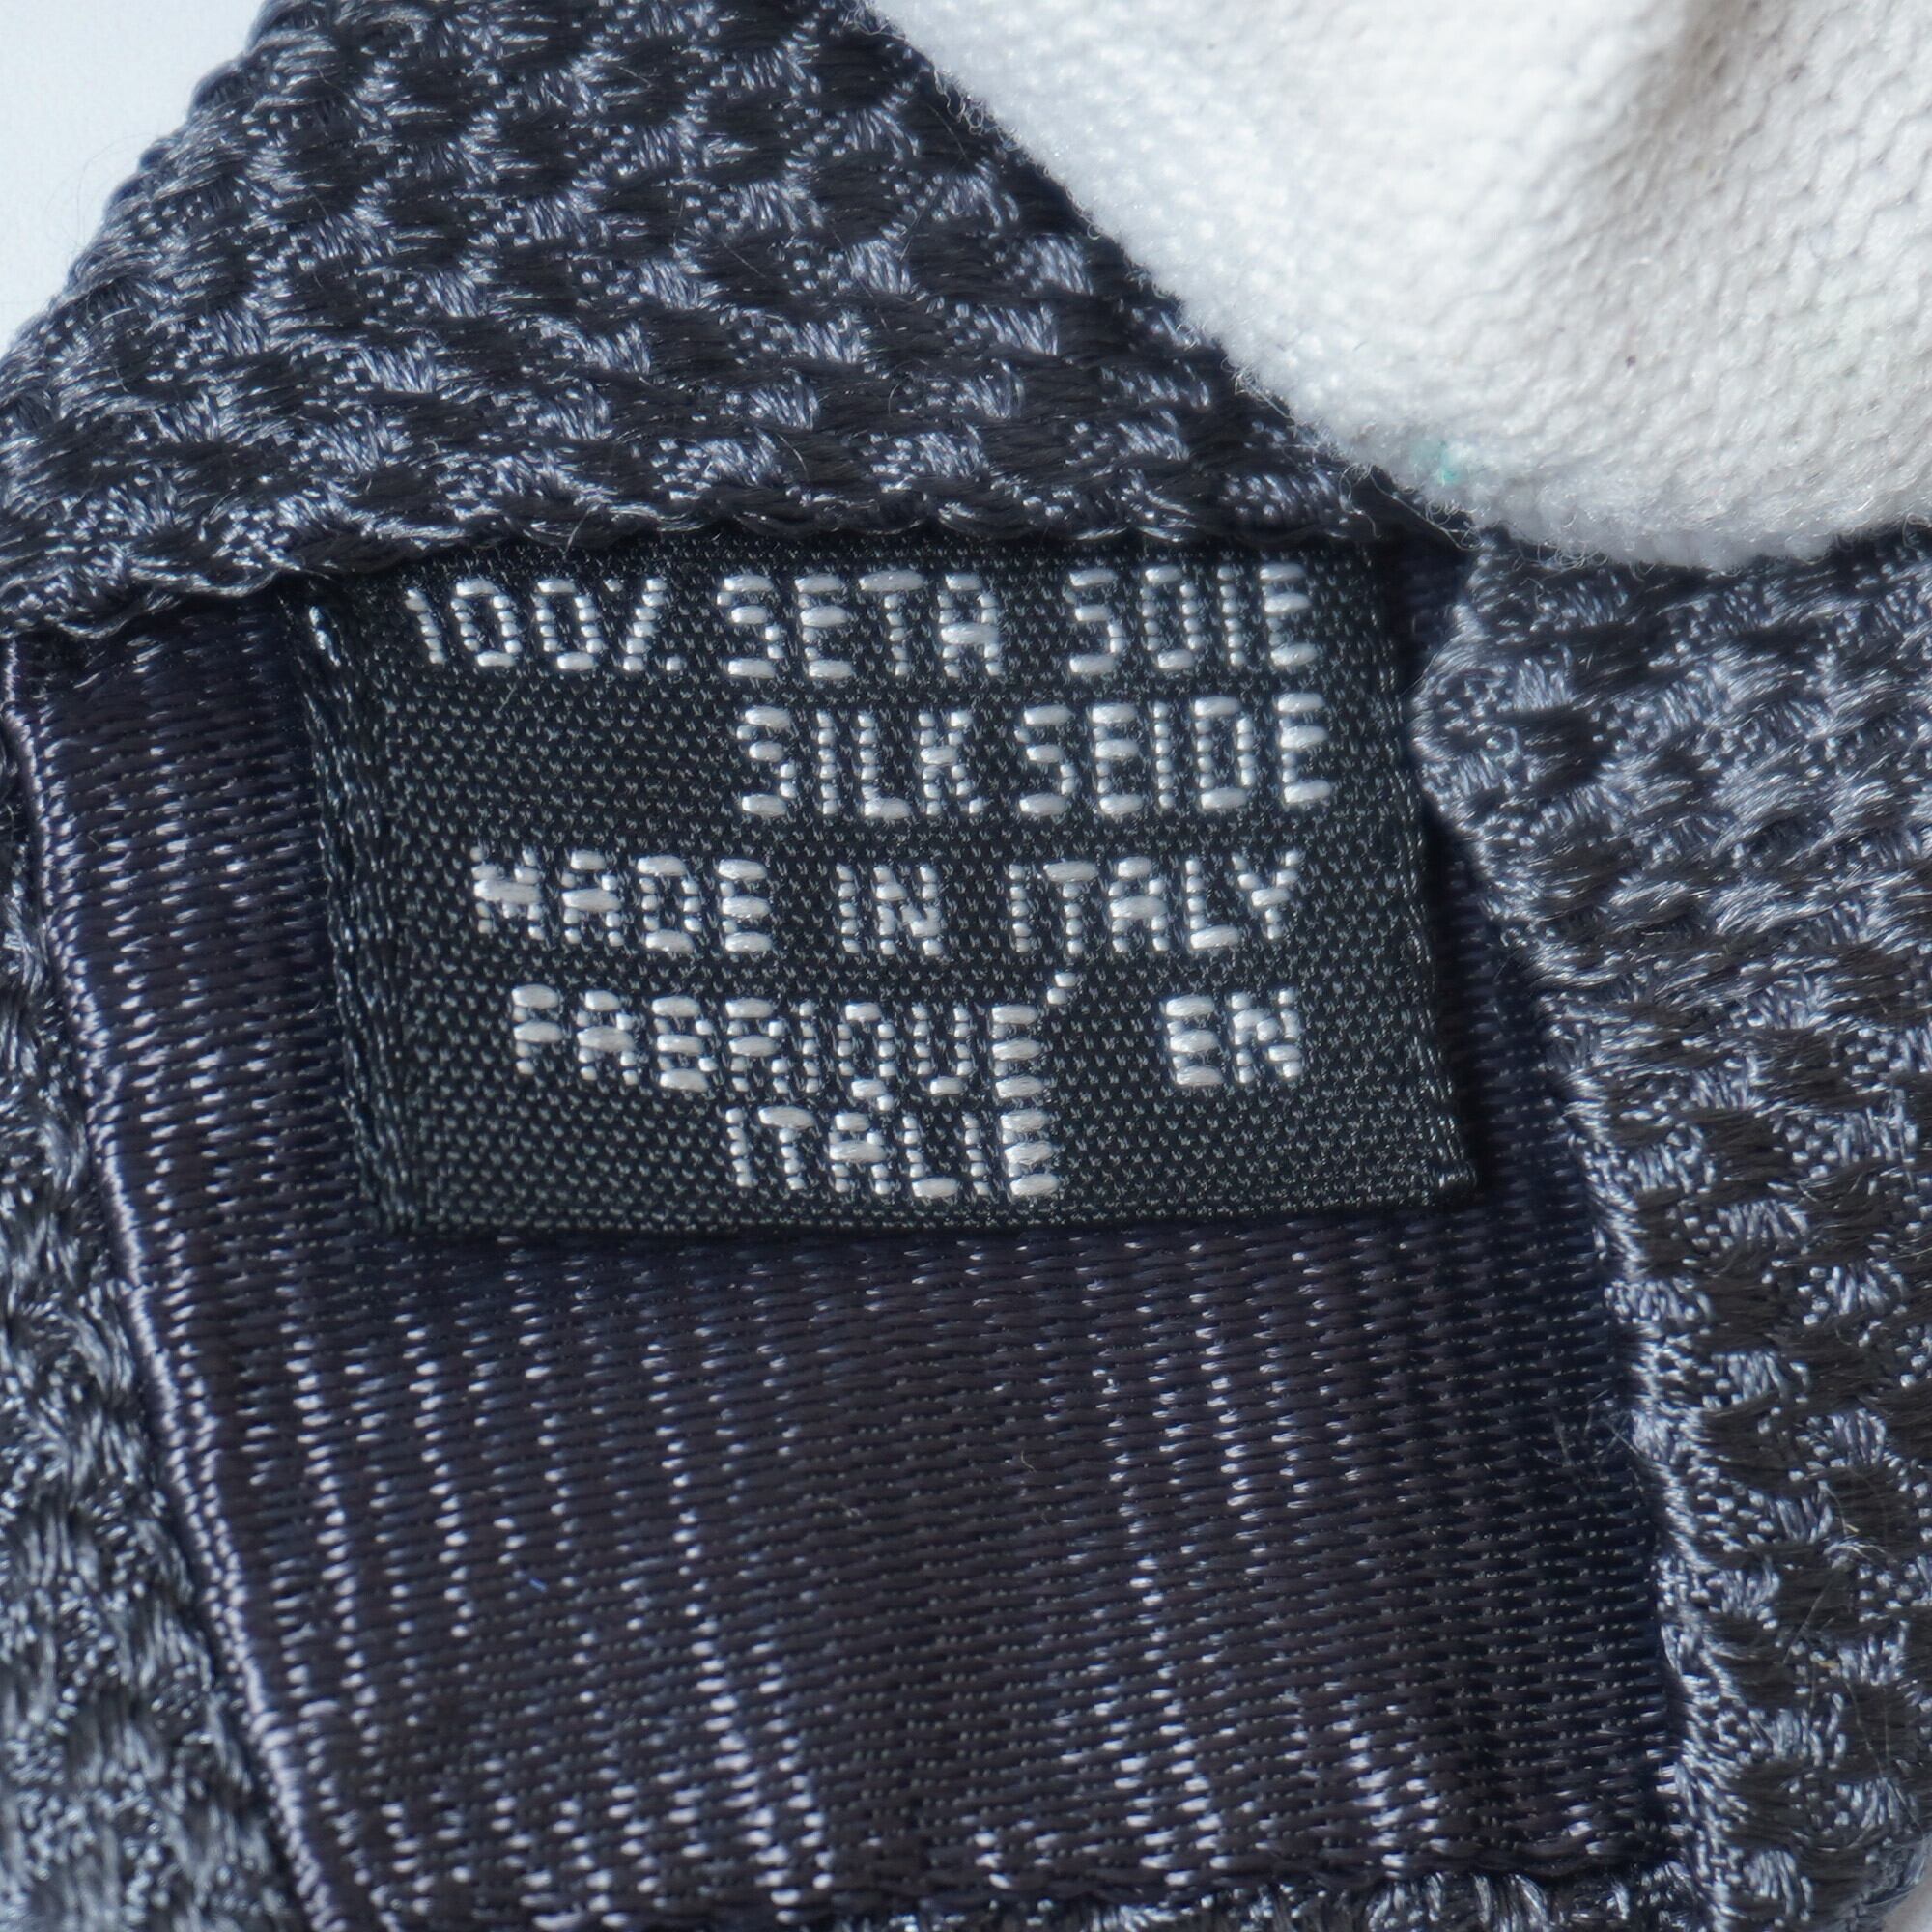 100% SETA SOIE
SILK SEIDE
MADE IN ITALY
FABRIQUÉ EN
ITALIE